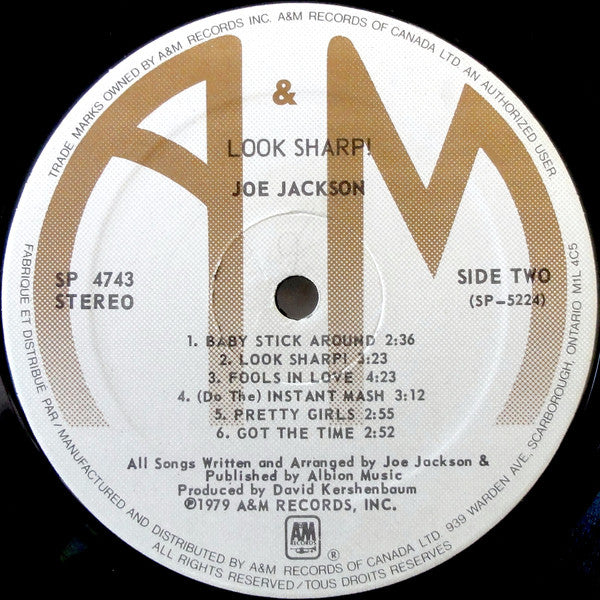 TRADE MARKS OWNED BY A&M RECORDS INC. A&M RECORDS OF CANADA LTD AN AUTHORIZED USER
A & M
LOOK SHARP!
JOE JACKSON
SP 4743
STEREO
SIDE TWO
(SP-5224)
1. BABY STICK AROUND 2:36
2. LOOK SHARP! 3:23
3. FOOLS IN LOVE 4:23
4. (Do The) INSTANT MASH 3:12
5. PRETTY GIRLS 2:55
6. GOT THE TIME 2:52
All Songs Written and Arranged by Joe Jackson &
Published by Albion Music
Produced by David Kershenbaum
℗1979 A&M RECORDS, INC.
A&M
RECORDS
®
FABRIQUÉ ET DISTRIBUÉ PAR/MANUFACTURED AND DISTRIBUTED BY A&M RECORDS OF CANADA LTD. 939 WARDEN AVE, SCARBOROUGH, ONTARIO M1L 4C5
ALL RIGHTS RESERVED/TOUS DROITS RESERVES